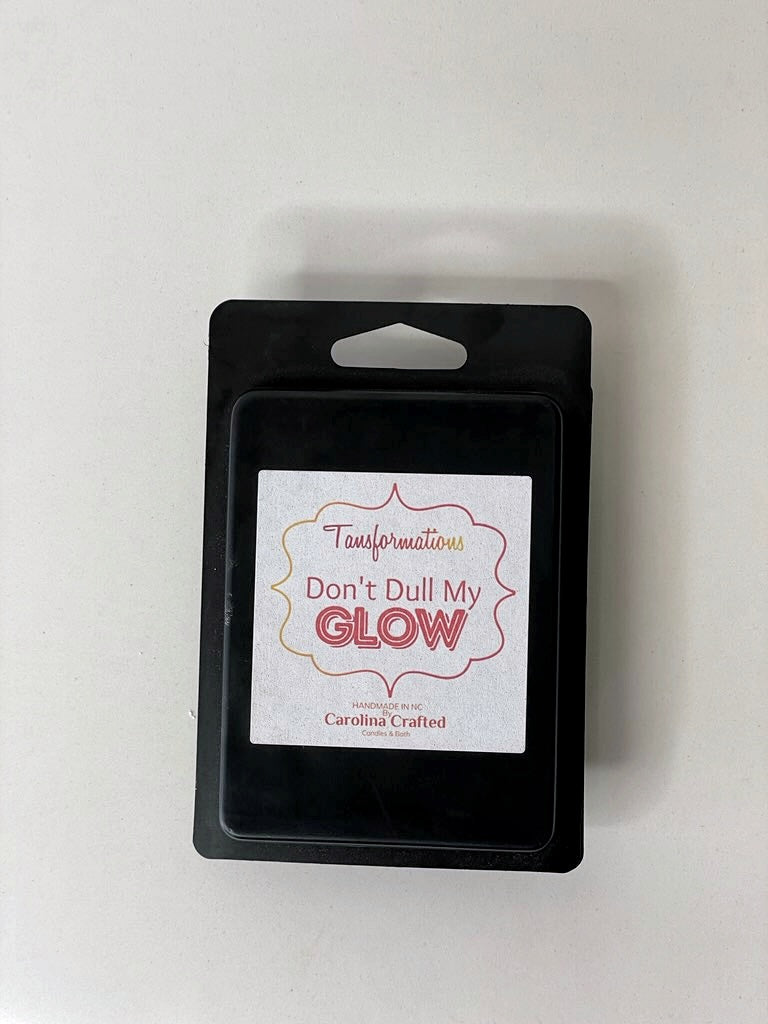 Tansformations
Don't Dull My
GLOW
HANDMADE IN NC
By
Carolina Crafted
Candles & Bath